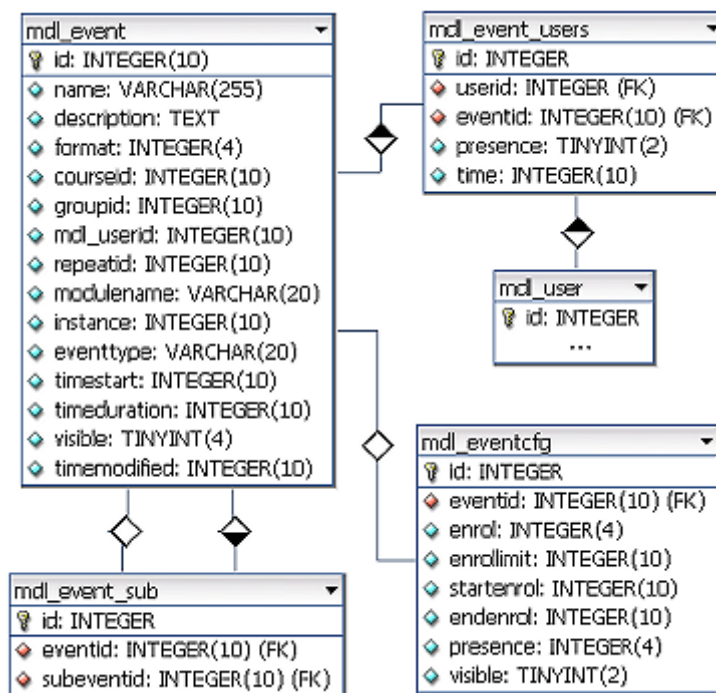 mdl_event
id: INTEGER(10)
name: VARCHAR(255)
description: TEXT
format: INTEGER(4)
courseid: INTEGER(10)
groupid: INTEGER(10)
mdl_userid: INTEGER(10)
repeatid: INTEGER(10)
modulename: VARCHAR(20)
instance: INTEGER(10)
eventtype: VARCHAR(20)
timestart: INTEGER(10)
timeduration: INTEGER(10)
visible: TINYINT(4)
timemodified: INTEGER(10)
mdl_event_users
id: INTEGER
userid: INTEGER (FK)
eventid: INTEGER(10) (FK)
presence: TINYINT(2)
time: INTEGER(10)
mdl_user
id: INTEGER
...
mdl_eventcfg
id: INTEGER
eventid: INTEGER(10) (FK)
enrol: INTEGER(4)
enrollimit: INTEGER(10)
startenrol: INTEGER(10)
endenrol: INTEGER(10)
presence: INTEGER(4)
visible: TINYINT(2)
mdl_event_sub
id: INTEGER
eventid: INTEGER(10) (FK)
subeventid: INTEGER(10) (FK)